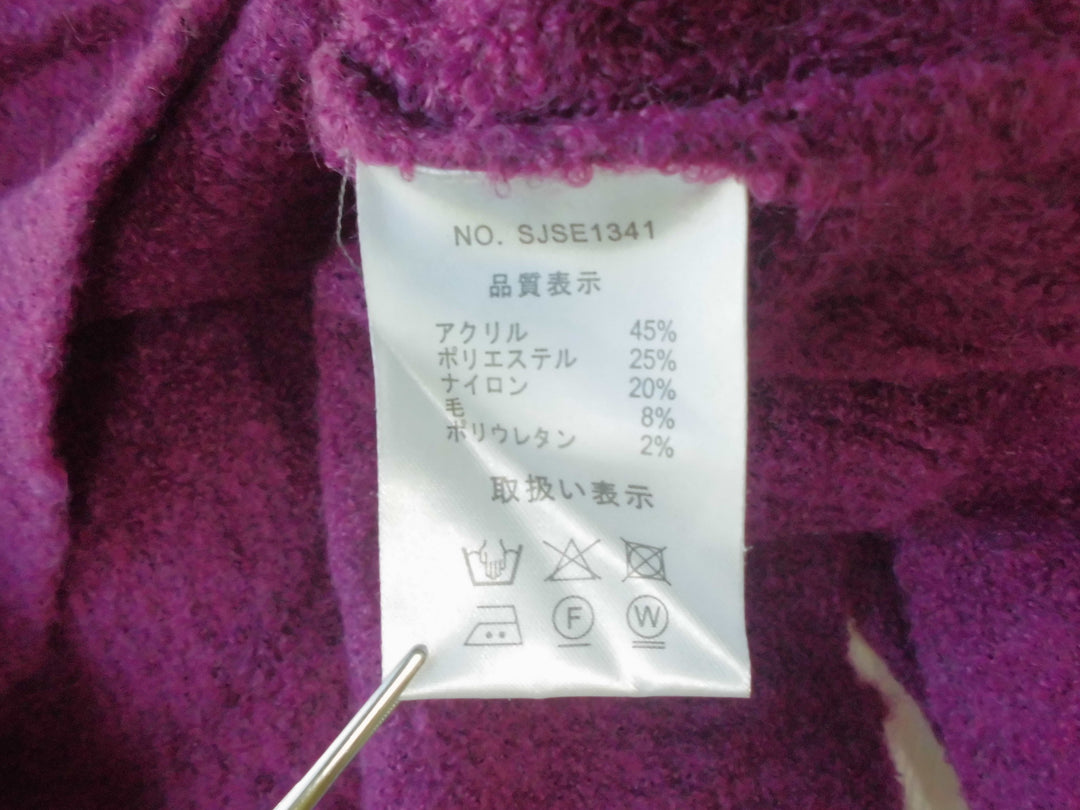 NO. SJSE1341
品質表示
アクリル 45%
ポリエステル 25%
ナイロン 20%
毛 8%
ポリウレタン 2%
取扱い表示
F W